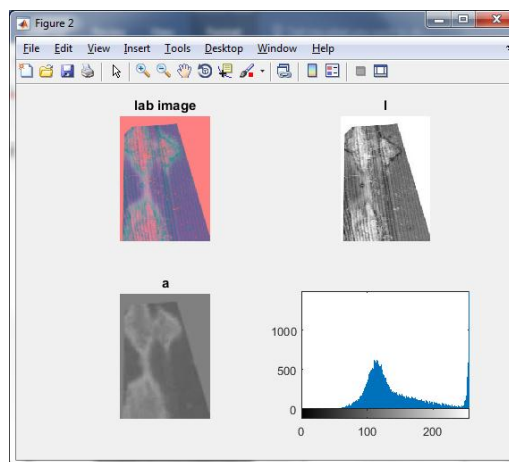 Figure 2
File Edit View Insert Tools Desktop Window Help
lab image
l
a
1000
500
0
0 100 200